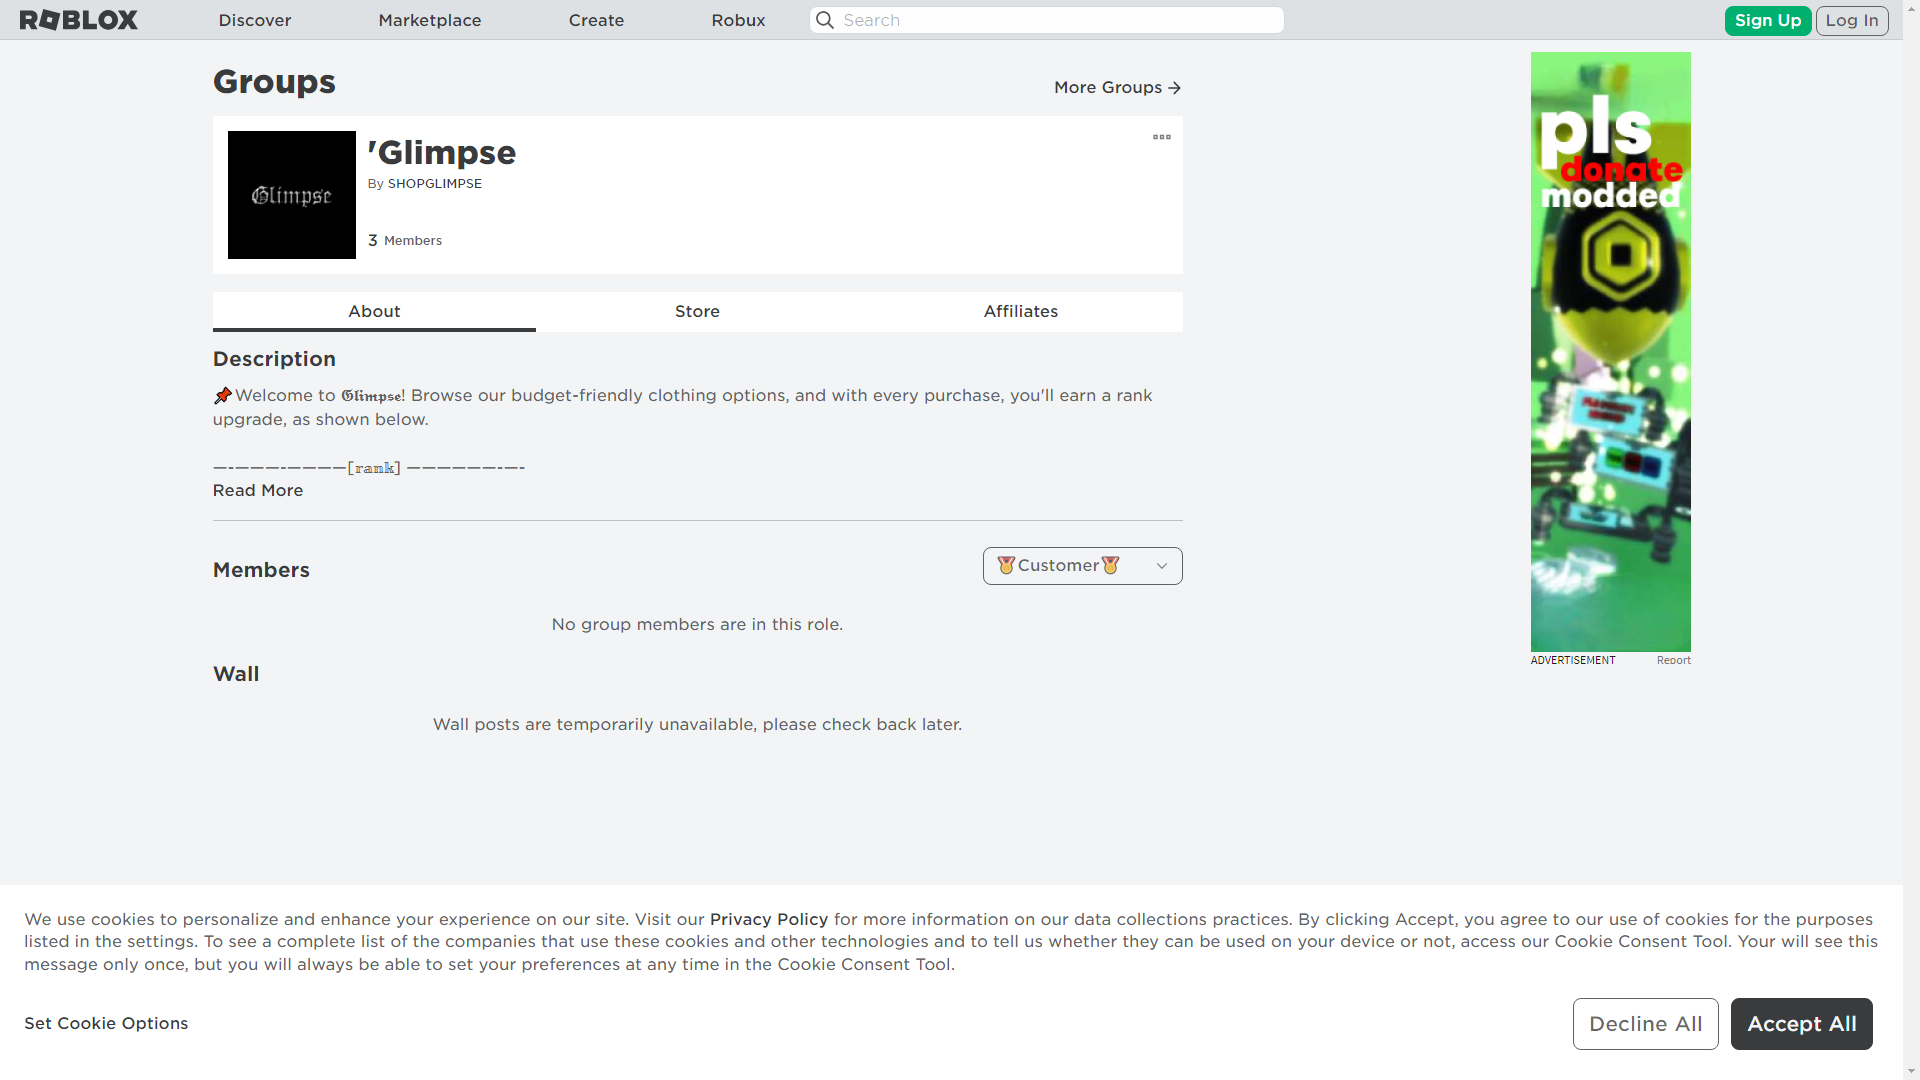 ROBLOX
Discover
Marketplace
Create
Robux
Search
Sign Up
Log In
Groups
More Groups →
Glimpse
'Glimpse
By SHOPGLIMPSE
3 Members
About
Store
Affiliates
Description
📌Welcome to 𝕲𝖑𝖎𝖒𝖕𝖘𝖊! Browse our budget-friendly clothing options, and with every purchase, you'll earn a rank
upgrade, as shown below.
—-———-————[𝕣𝕒𝕟𝕜] ——————-—-
Read More
Members
🏅Customer🏅
No group members are in this role.
Wall
Wall posts are temporarily unavailable, please check back later.
pls
donate
modded
ADVERTISEMENT
Report
We use cookies to personalize and enhance your experience on our site. Visit our Privacy Policy for more information on our data collections practices. By clicking Accept, you agree to our use of cookies for the purposes
listed in the settings. To see a complete list of the companies that use these cookies and other technologies and to tell us whether they can be used on your device or not, access our Cookie Consent Tool. Your will see this
message only once, but you will always be able to set your preferences at any time in the Cookie Consent Tool.
Set Cookie Options
Decline All
Accept All